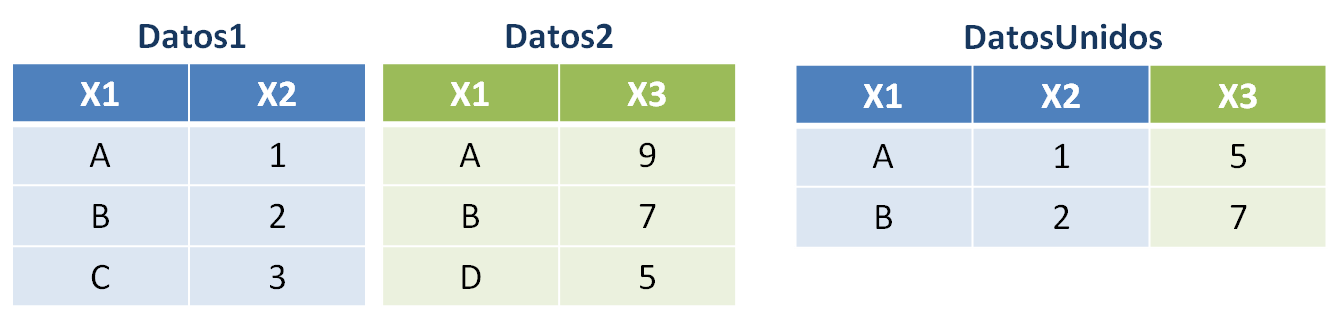 Datos1 Datos2 DatosUnidos
X1 X2 X1 X3 X1 X2 X3
A 1 A 9 A 1 5
B 2 B 7 B 2 7
C 3 D 5